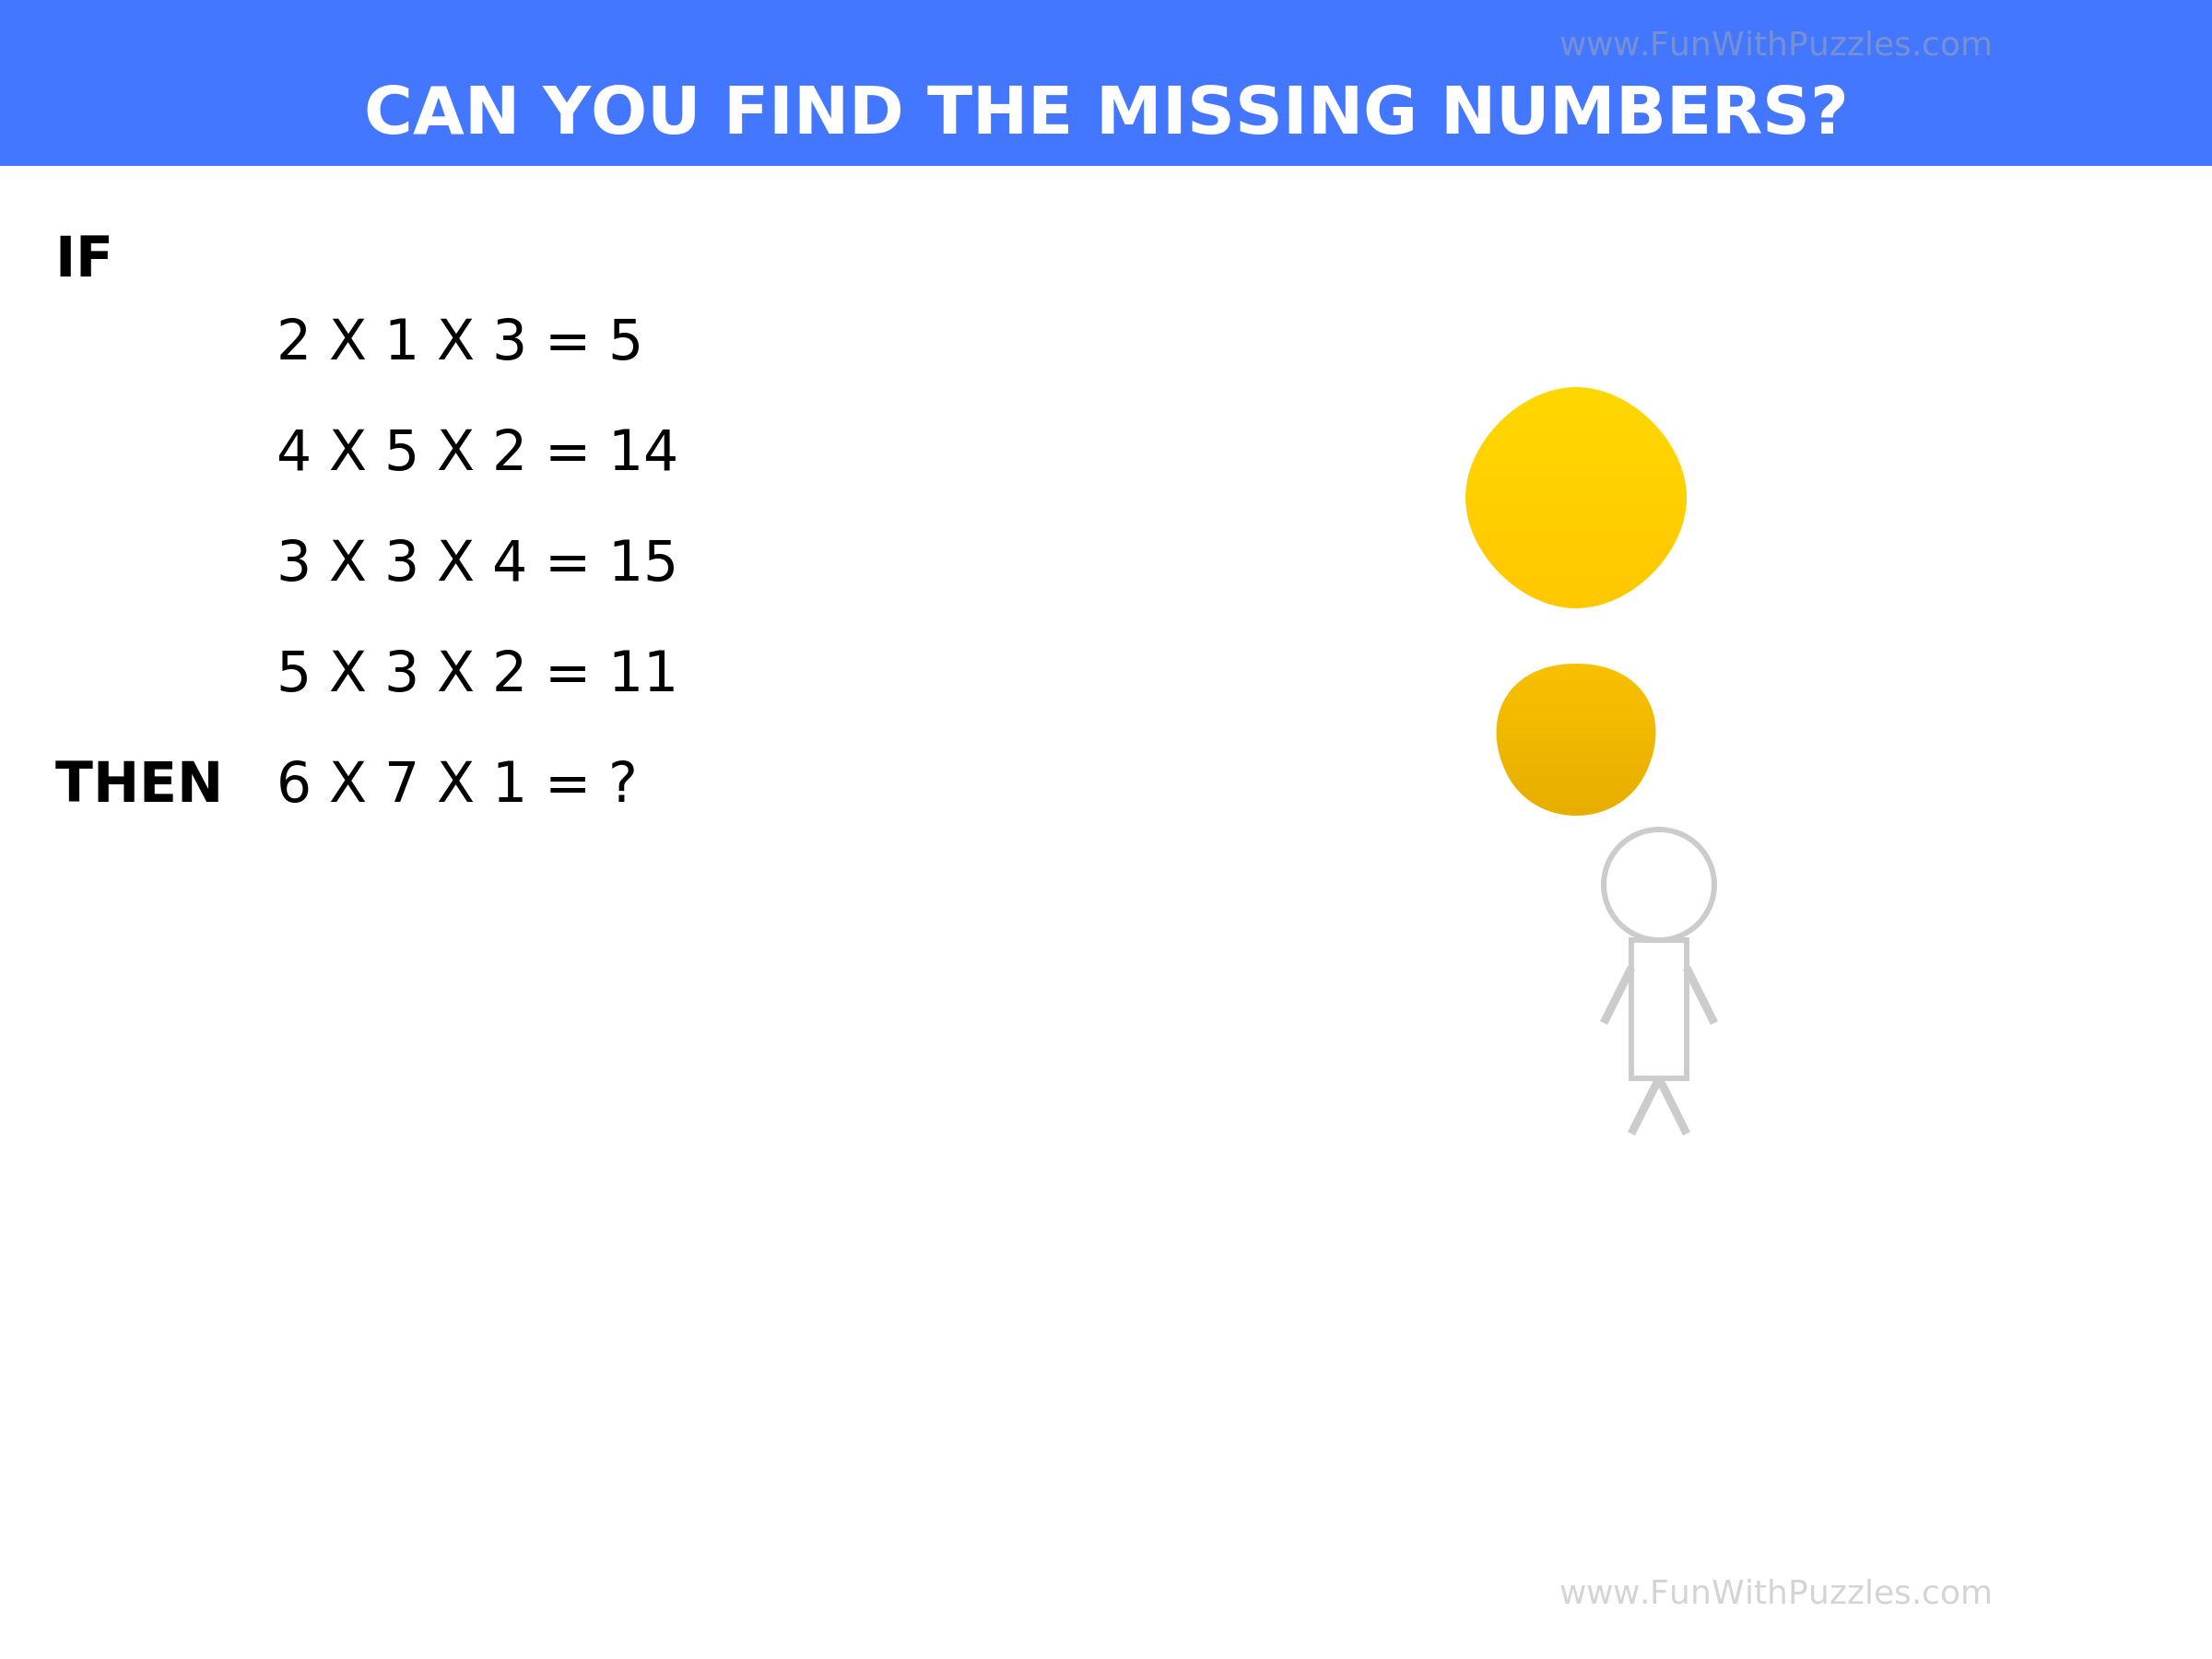 www.FunWithPuzzles.com
CAN YOU FIND THE MISSING NUMBERS?
IF
2 X 1 X 3 = 5
4 X 5 X 2 = 14
3 X 3 X 4 = 15
5 X 3 X 2 = 11
THEN 6 X 7 X 1 = ?
www.FunWithPuzzles.com